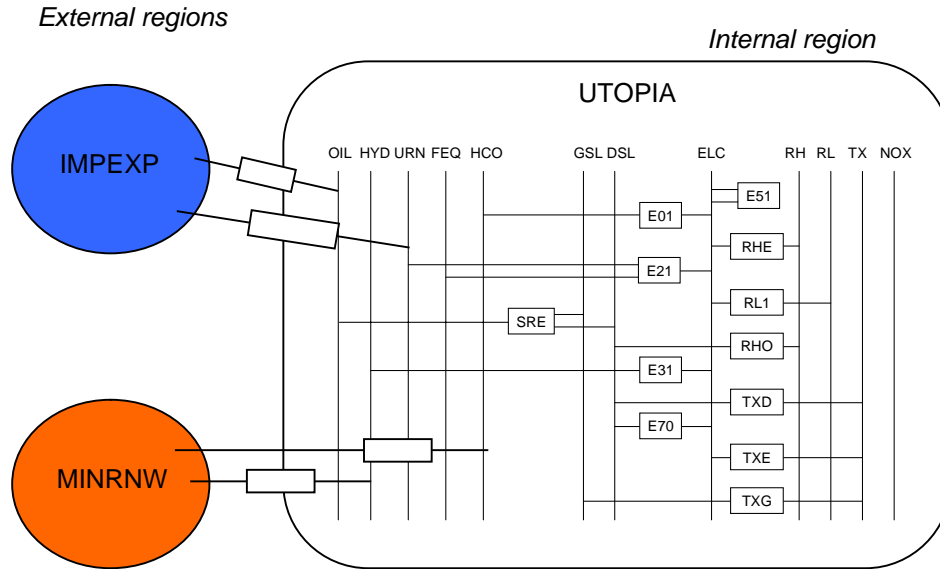 External regions
Internal region
UTOPIA
IMPEXP
OIL HYD URN FEQ HCO GSL DSL ELC RH RL TX NOX
E51
E01
RHE
E21
RL1
SRE
RHO
E31
TXD
E70
MINRNW
TXE
TXG